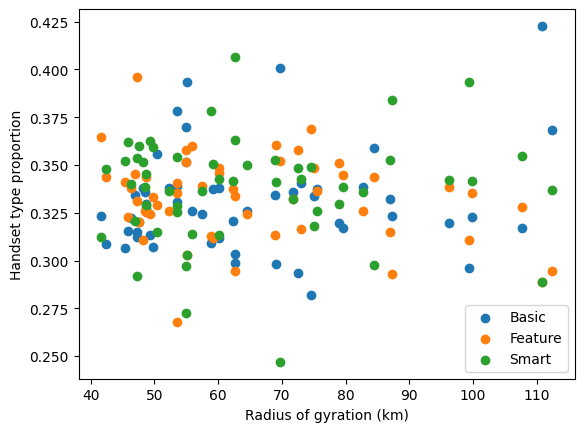 0.425
0.400
0.375
0.350
0.325
0.300
0.275
0.250
Handset type proportion
40 50 60 70 80 90 100 110
Radius of gyration (km)
Basic
Feature
Smart